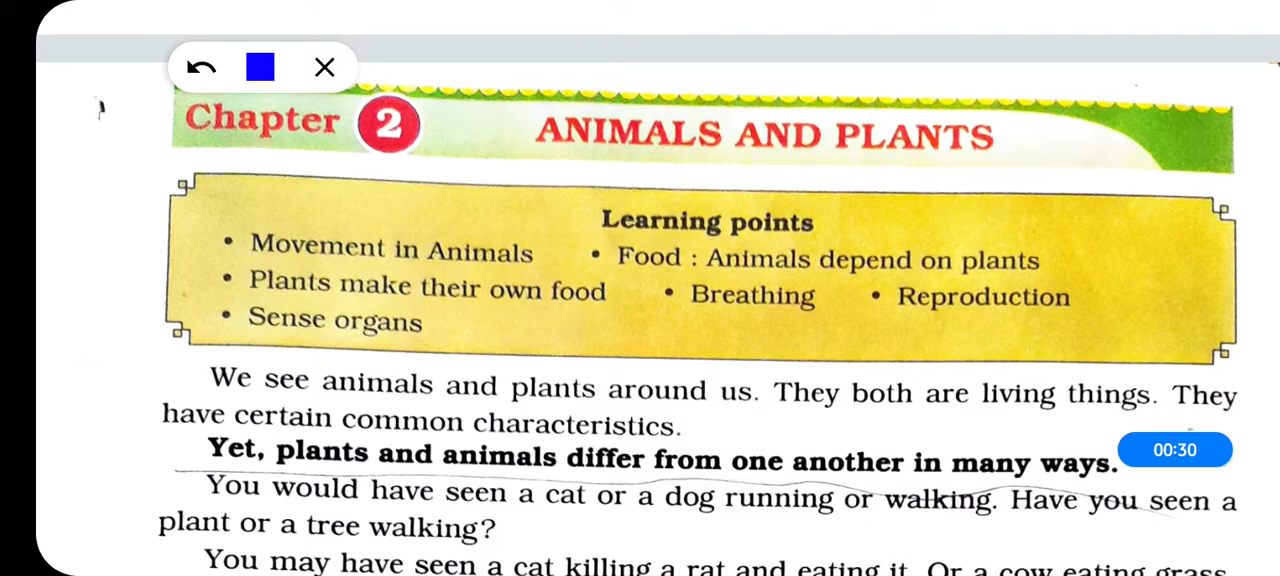 Chapter 2 ANIMALS AND PLANTS
Learning points
• Movement in Animals • Food : Animals depend on plants
• Plants make their own food • Breathing • Reproduction
• Sense organs
We see animals and plants around us. They both are living things. They
have certain common characteristics.
Yet, plants and animals differ from one another in many ways.
00:30
You would have seen a cat or a dog running or walking. Have you seen a
plant or a tree walking?
You may have seen a cat killing a rat and eating it. Or a cow eating grass.